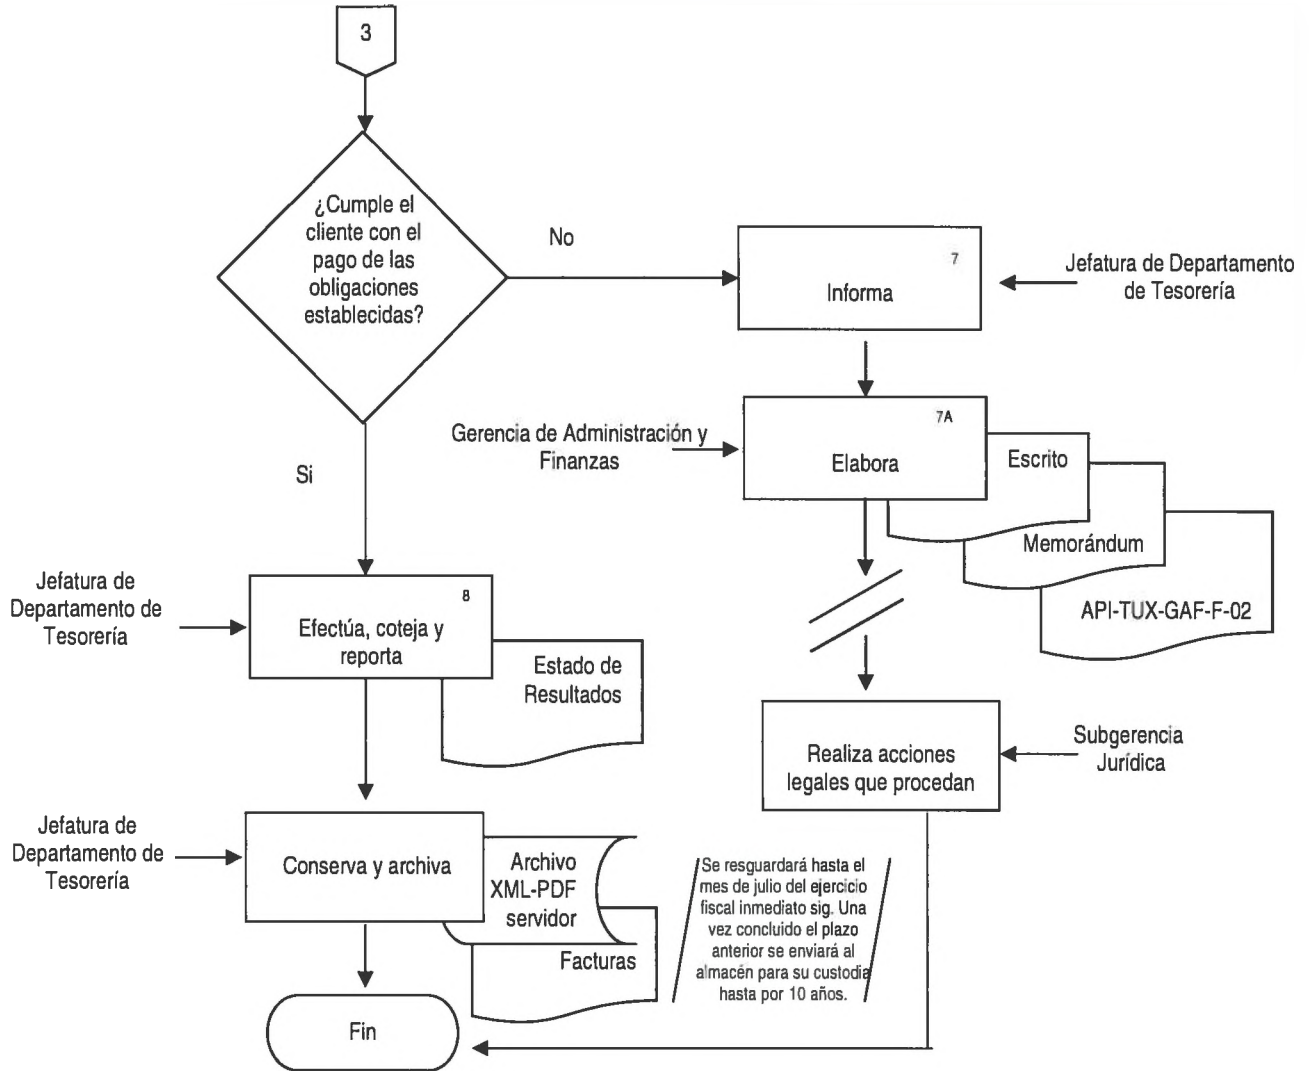 3
¿Cumple el
cliente con el
pago de las
obligaciones
establecidas?
No
7
Informa
Jefatura de Departamento
de Tesorería
Gerencia de Administración y
Finanzas
7A
Elabora
Escrito
Memorándum
API-TUX-GAF-F-02
Si
Jefatura de
Departamento de
Tesorería
8
Efectúa, coteja y
reporta
Estado de
Resultados
Realiza acciones
legales que procedan
Subgerencia
Jurídica
Jefatura de
Departamento de
Tesorería
Conserva y archiva
Archivo
XML-PDF
servidor
Facturas
Se resguardará hasta el
mes de julio del ejercicio
fiscal inmediato sig. Una
vez concluido el plazo
anterior se enviará al
almacén para su custodia
hasta por 10 años.
Fin